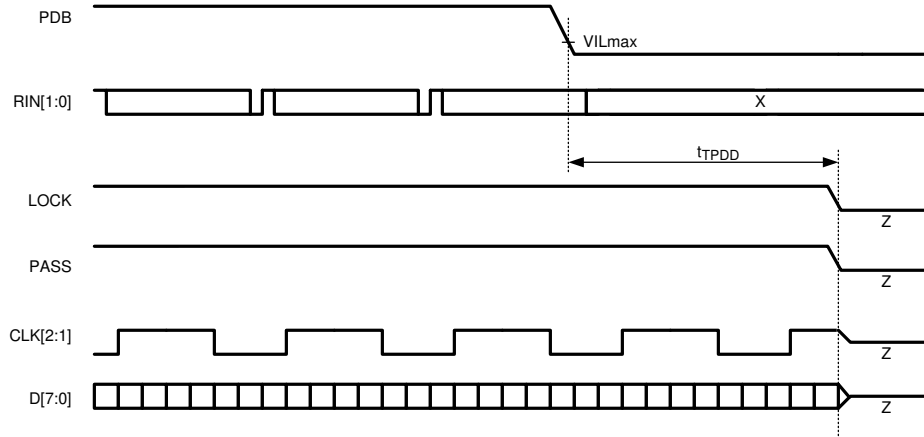 PDB
VILmax
RIN[1:0]
X
tTPDD
LOCK
Z
PASS
Z
CLK[2:1]
Z
D[7:0]
Z